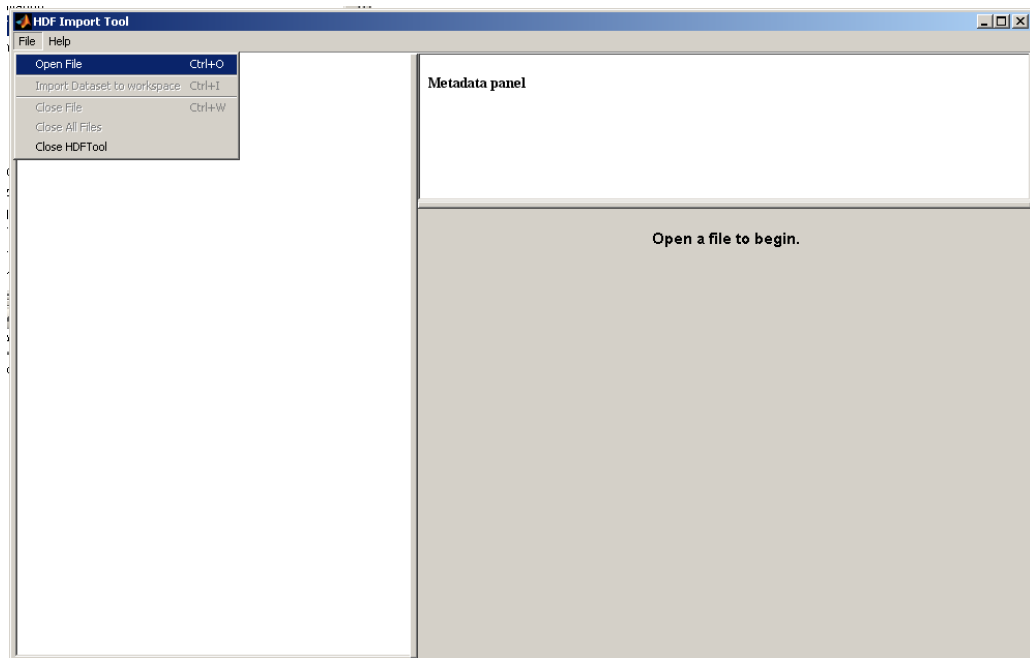 HDF Import Tool
File Help
Open File Ctrl+O
Import Dataset to workspace Ctrl+I
Close File Ctrl+W
Close All Files
Close HDFTool
Metadata panel
Open a file to begin.